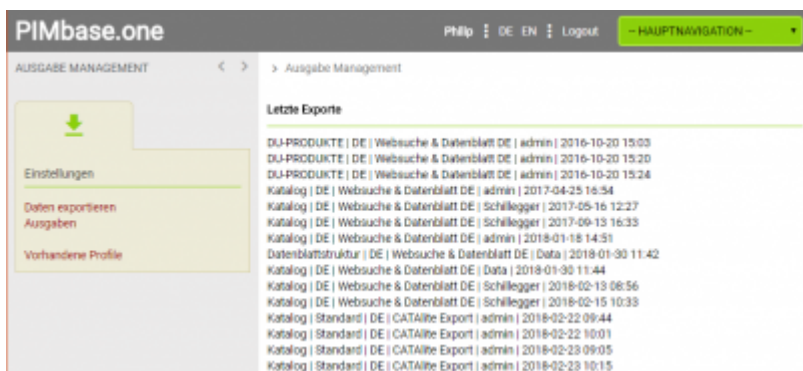 PIMbase.one
Philip ⋮ DE EN ⋮ Logout
-- HAUPTNAVIGATION --
AUSGABE MANAGEMENT < >
> Ausgabe Management
Einstellungen
Daten exportieren
Ausgaben
Vorhandene Profile
Letzte Exporte
DU-PRODUKTE | DE | Websuche & Datenblatt DE | admin | 2016-10-20 15:03
DU-PRODUKTE | DE | Websuche & Datenblatt DE | admin | 2016-10-20 15:20
DU-PRODUKTE | DE | Websuche & Datenblatt DE | admin | 2016-10-20 15:24
Katalog | DE | Websuche & Datenblatt DE | admin | 2017-04-25 16:54
Katalog | DE | Websuche & Datenblatt DE | Schillegger | 2017-05-16 12:27
Katalog | DE | Websuche & Datenblatt DE | Schillegger | 2017-09-13 16:33
Katalog | DE | Websuche & Datenblatt DE | admin | 2018-01-18 14:51
Datenblattstruktur | DE | Websuche & Datenblatt DE | Data | 2018-01-30 11:42
Katalog | DE | Websuche & Datenblatt DE | Data | 2018-01-30 11:44
Katalog | DE | Websuche & Datenblatt DE | Schillegger | 2018-02-13 08:56
Katalog | DE | Websuche & Datenblatt DE | Schillegger | 2018-02-15 10:33
Katalog | Standard | DE | CATAlite Export | admin | 2018-02-22 09:44
Katalog | Standard | DE | CATAlite Export | admin | 2018-02-22 10:01
Katalog | Standard | DE | CATAlite Export | admin | 2018-02-23 09:05
Katalog | Standard | DE | CATAlite Export | admin | 2018-02-23 10:15